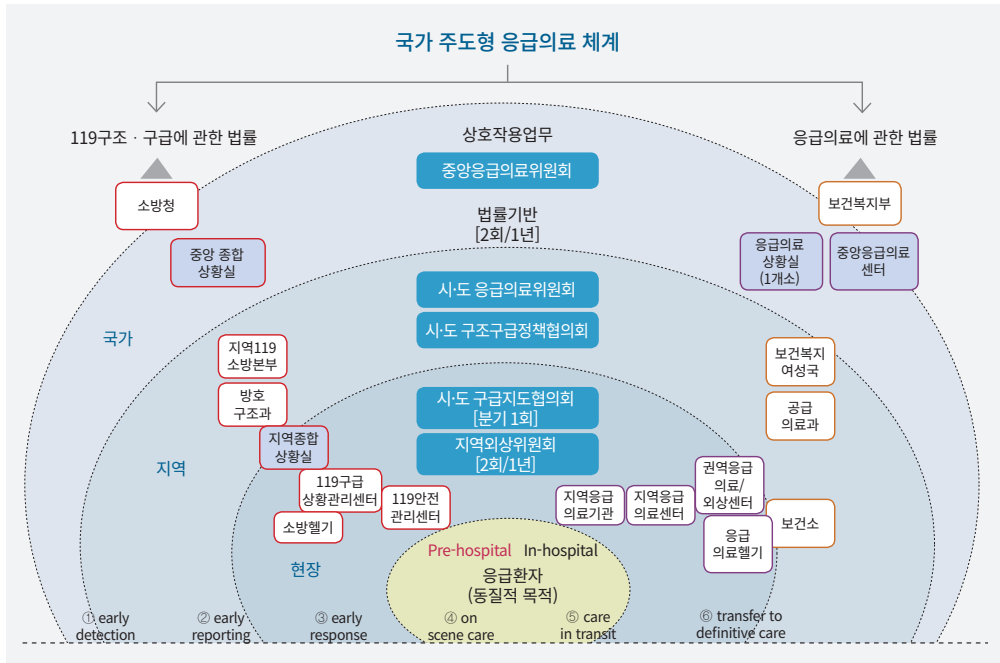 국가 주도형 응급의료 체계
119구조 · 구급에 관한 법률
상호작용업무
응급의료에 관한 법률
중앙응급의료위원회
소방청
보건복지부
법률기반
[2회/1년]
중앙 종합
상황실
응급의료
상황실
(1개소)
중앙응급의료
센터
시·도 응급의료위원회
시·도 구조구급정책협의회
국가
지역119
소방본부
보건복지
여성국
방호
구조과
공급
의료과
시·도 구급지도협의회
[분기 1회]
지역외상위원회
[2회/1년]
지역종합
상황실
지역
119구급
상황관리센터
119안전
관리센터
소방헬기
지역응급
의료기관
지역응급
의료센터
권역응급
의료/
외상센터
보건소
응급
의료헬기
현장
Pre-hospital In-hospital
응급환자
(동질적 목적)
① early
detection
② early
reporting
③ early
response
④ on
scene care
⑤ care
in transit
⑥ transfer to
definitive care